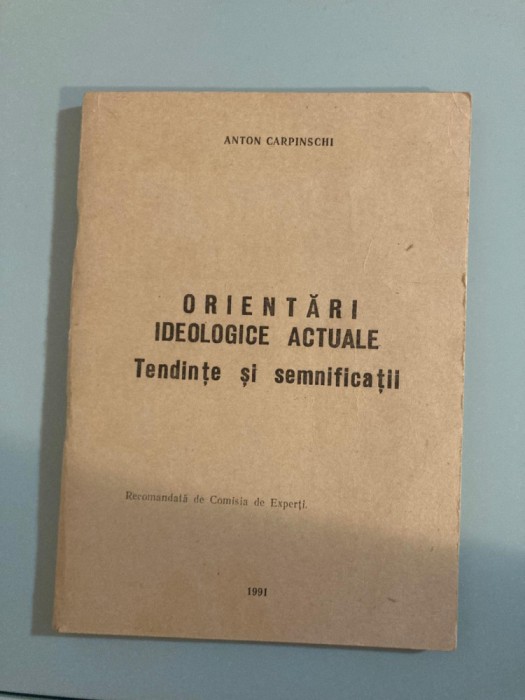 ANTON CARPINSCHI
ORIENTĂRI
IDEOLOGICE ACTUALE
Tendințe și semnificații
Recomandată de Comisia de Experți.
1991